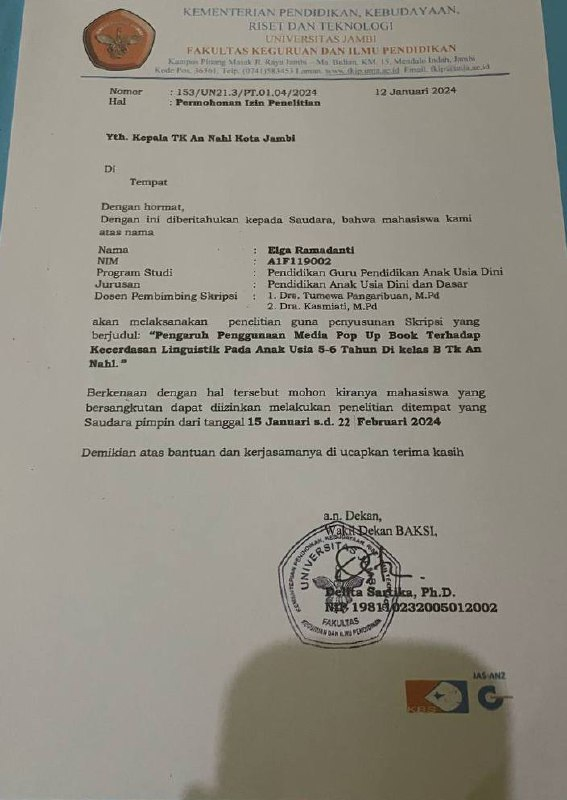 KEMENTERIAN PENDIDIKAN, KEBUDAYAAN,
RISET DAN TEKNOLOGI
UNIVERSITAS JAMBI
FAKULTAS KEGURUAN DAN ILMU PENDIDIKAN
Kampus Pinang Masak Jl. Raya Jambi – Ma. Bulian, KM. 15, Mendalo Indah, Jambi
Kode Pos. 36361, Telp. (0741)583453 Laman. www. fkip.unja.ac.id Email. fkip@unja.ac.id
Nomor : 153/UN21.3/PT.01.04/2024 12 Januari 2024
Hal : Permohonan Izin Penelitian
Yth. Kepala TK An Nahl Kota Jambi
Di
Tempat
Dengan hormat,
Dengan ini diberitahukan kepada Saudara, bahwa mahasiswa kami
atas nama
Nama : Elga Ramadanti
NIM : A1F119002
Program Studi : Pendidikan Guru Pendidikan Anak Usia Dini
Jurusan : Pendidikan Anak Usia Dini dan Dasar
Dosen Pembimbing Skripsi : 1. Dra. Tumewa Pangaribuan, M.Pd
2. Dra. Kasmiati, M.Pd
akan melaksanakan penelitian guna penyusunan Skripsi yang
berjudul: "Pengaruh Penggunaan Media Pop Up Book Terhadap
Kecerdasan Linguistik Pada Anak Usia 5-6 Tahun Di kelas B Tk An
Nahl."
Berkenaan dengan hal tersebut mohon kiranya mahasiswa yang
bersangkutan dapat diizinkan melakukan penelitian ditempat yang
Saudara pimpin dari tanggal 15 Januari s.d. 22 Februari 2024
Demikian atas bantuan dan kerjasamanya di ucapkan terima kasih
a.n. Dekan,
Wakil Dekan BAKSI,
KEMENTERIAN PENDIDIKAN, KEBUDAYAAN, RISET
UNIVERSITAS JAMBI
FAKULTAS
KEGURUAN DAN ILMU PENDIDIKAN
Delita Sartika, Ph.D.
NIP 198110232005012002
IAS-ANZ
KBS